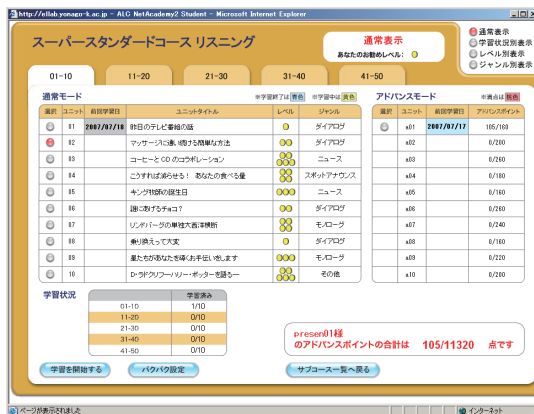 http://ellab.yonago-k.ac.jp - ALC NetAcademy2 Student - Microsoft Internet Explorer
スーパースタンダードコース リスニング
通常表示
あなたのお勧めレベル：
通常表示
学習状況別表示
レベル別表示
ジャンル別表示
01-10 11-20 21-30 31-40 41-50
通常モード ※学習終了は 青色 ※学習中は 黄色
選択 ユニット 前回学習日 ユニットタイトル レベル ジャンル
01 2007/07/18 昨日のテレビ番組の話 ダイアログ
02 マッサージに通い続ける簡単な方法 ダイアログ
03 コーヒーと CD のコラボレーション ニュース
04 こうすれば減らせる！ あなたの食べる量 スポットアナウンス
05 キング牧師の誕生日 ニュース
06 誰にあげるチョコ？ ダイアログ
07 リンドバーグの単独大西洋横断 モノローグ
08 乗り換えって大変 ダイアログ
09 星たちがあなたを導くお手伝いをします モノローグ
10 D・ラドクリフ―ハリー・ポッターを語る― その他
アドバンスモード ※満点は 桃色
選択 ユニット 前回学習日 アドバンスポイント
a01 2007/07/17 105/160
a02 0/200
a03 0/260
a04 0/180
a05 0/160
a06 0/260
a07 0/240
a08 0/160
a09 0/220
a10 0/200
学習状況
学習済み
01-10 1/10
11-20 0/10
21-30 0/10
31-40 0/10
41-50 0/10
presen01様
のアドバンスポイントの合計は 105/11320 点です
学習を開始する
パクパク設定
サブコース一覧へ戻る
ページが表示されました
インターネット